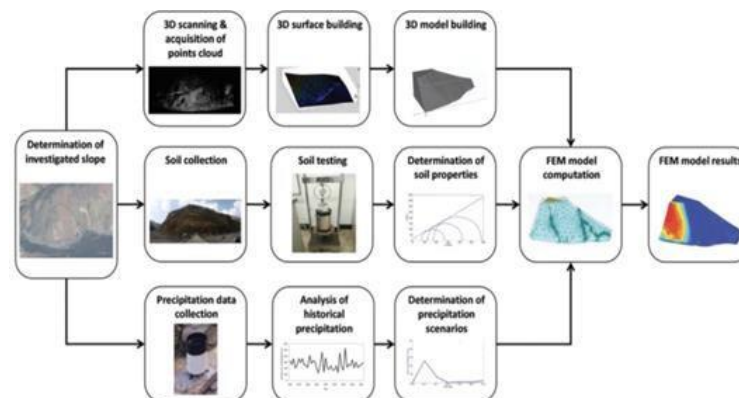 3D scanning &
acquisition of
points cloud
3D surface building
3D model building
Determination of
investigated slope
Soil collection
Soil testing
Determination of
soil properties
FEM model
computation
FEM model results
Precipitation data
collection
Analysis of
historical
precipitation
Determination of
precipitation
scenarios